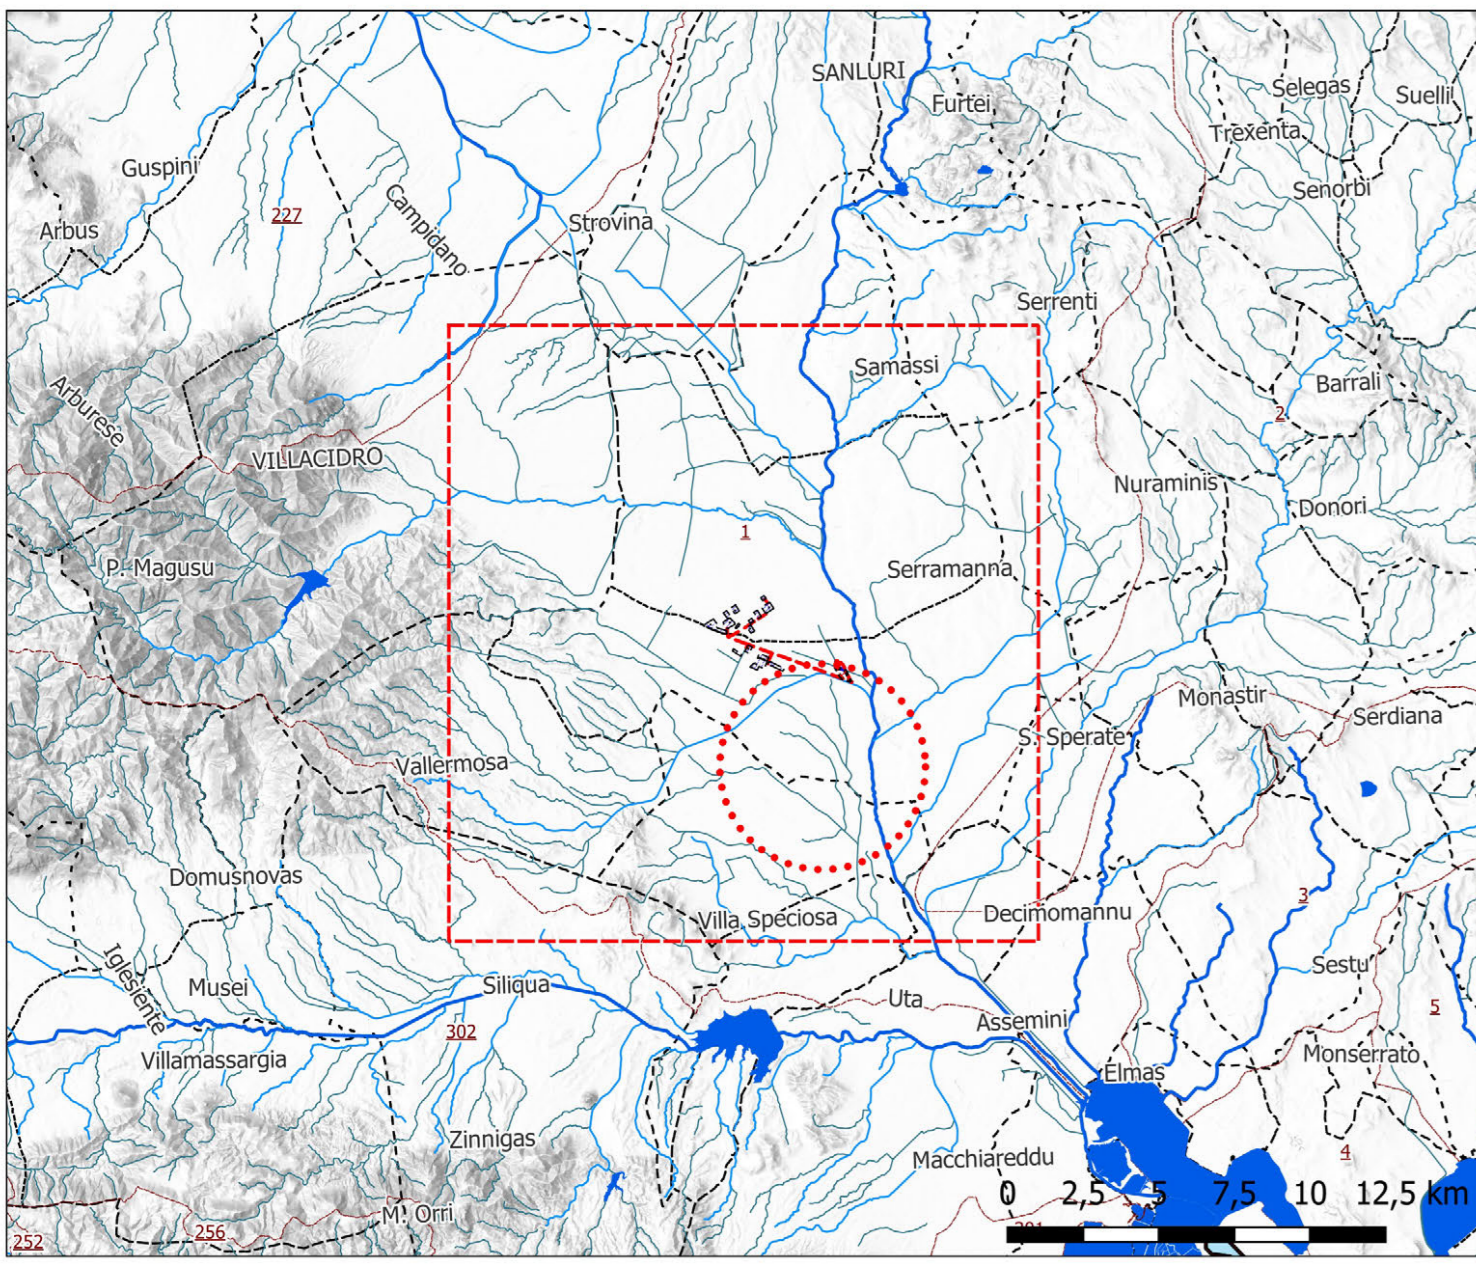 SANLURI
Selegas
Suelli
Furtei
Trexenta
Guspini
Senorbi
227
Campidano
Strovina
Arbus
Serrenti
Samassi
Barrali
Arburese
2
VILLACIDRO
Nuraminis
Donori
1
P. Magusu
Serramanna
Monastir
Serdiana
S. Sperate
Vallermosa
Domusnovas
3
Villa Speciosa
Decimomannu
Iglesiente
Sestu
Musei
Siliqua
Uta
5
302
Assemini
Villamassargia
Monserrato
Elmas
Zinnigas
4
Macchiareddu
0 2,5 5 7,5 10 12,5 km
M. Orri
256
252